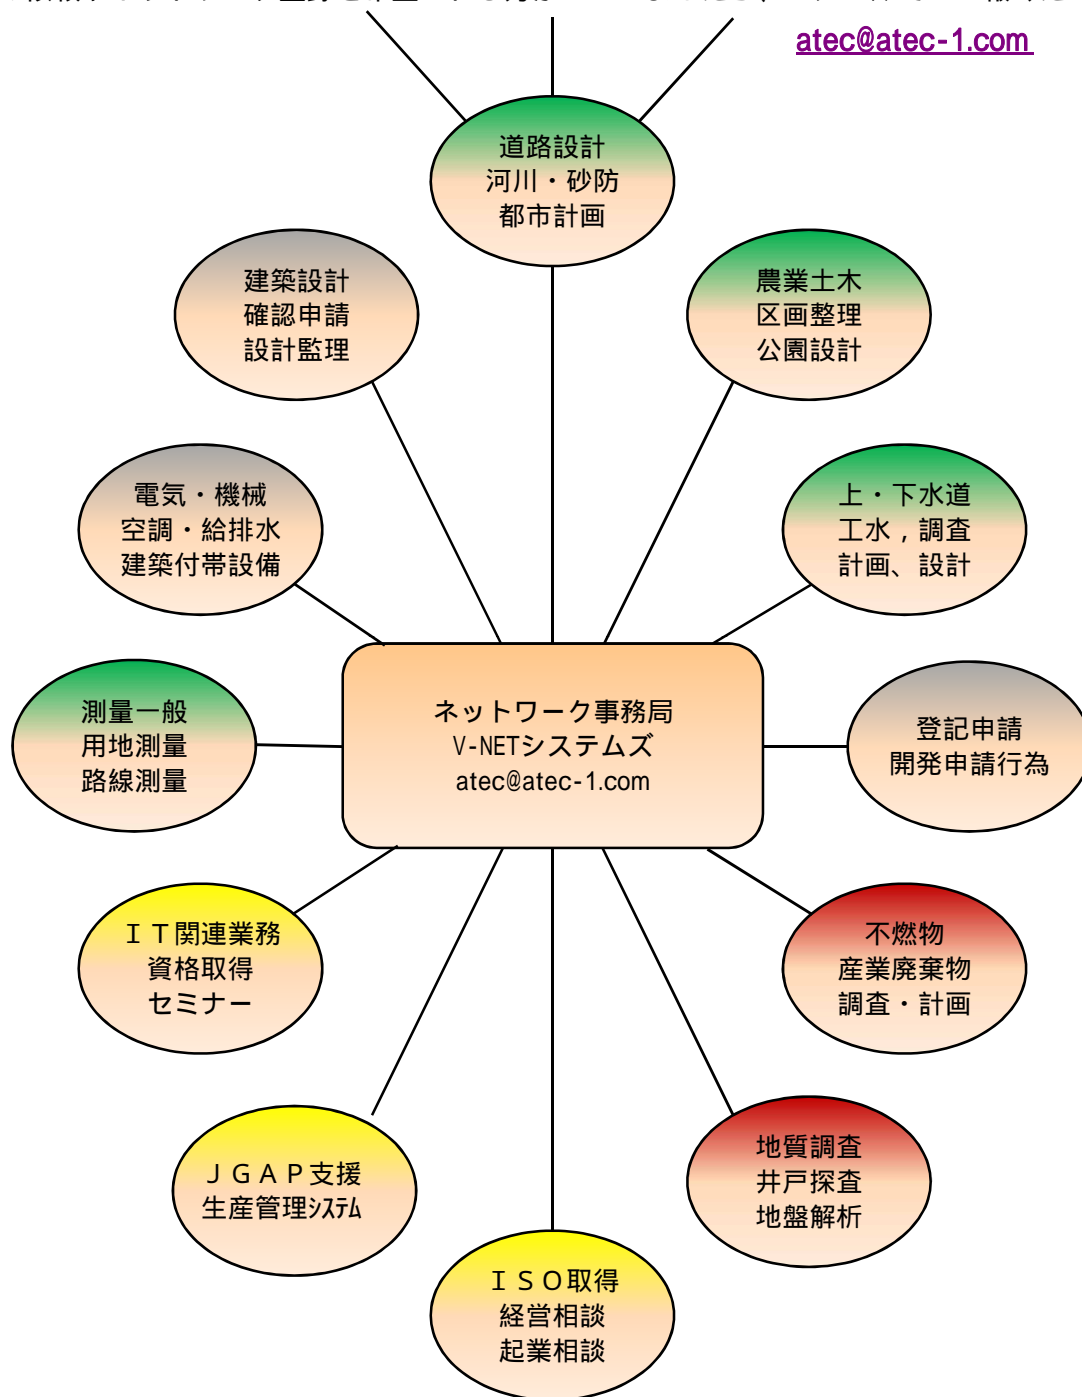 atec@atec-1.com
道路設計
河川・砂防
都市計画
建築設計
確認申請
設計監理
農業土木
区画整理
公園設計
電気・機械
空調・給排水
建築付帯設備
上・下水道
工水，調査
計画、設計
測量一般
用地測量
路線測量
ネットワーク事務局
V-NETシステムズ
atec@atec-1.com
登記申請
開発申請行為
ＩＴ関連業務
資格取得
セミナー
不燃物
産業廃棄物
調査・計画
ＪＧＡＰ支援
生産管理ｼｽﾃﾑ
地質調査
井戸探査
地盤解析
ＩＳＯ取得
経営相談
起業相談